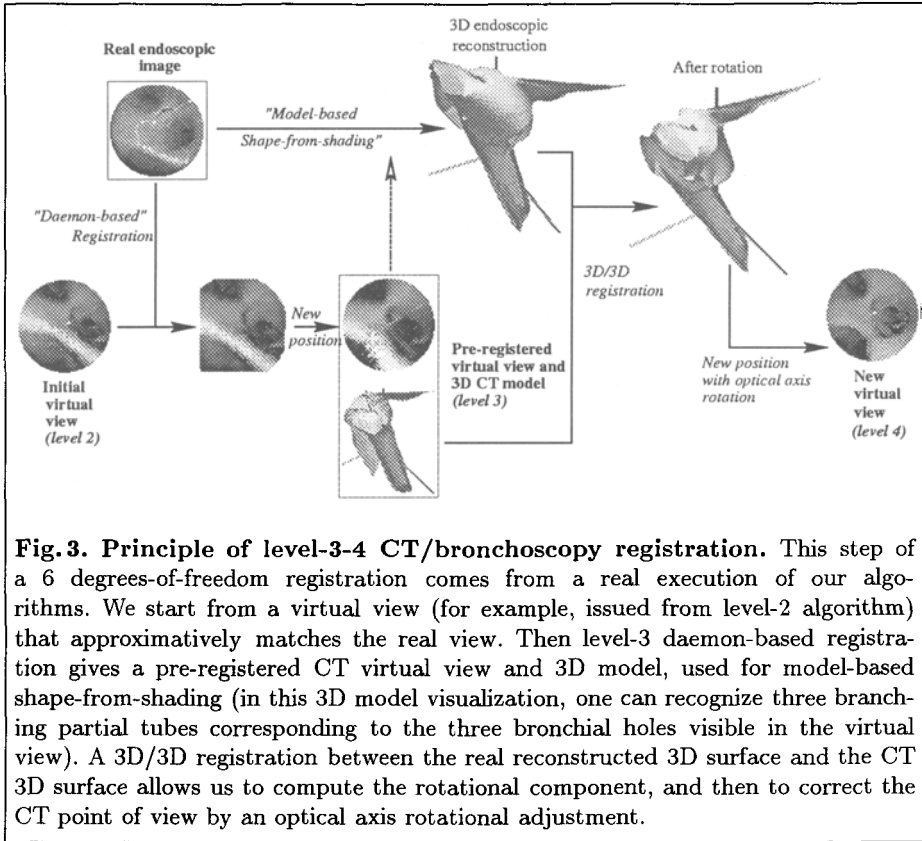 Real endoscopic
image
3D endoscopic
reconstruction
After rotation
"Model-based
Shape-from-shading"
"Daemon-based"
Registration
3D/3D
registration
New
position
Initial
virtual
view
(level 2)
Pre-registered
virtual view and
3D CT model
(level 3)
New position
with optical axis
rotation
New
virtual
view
(level 4)
Fig. 3. Principle of level-3-4 CT/bronchoscopy registration. This step of
a 6 degrees-of-freedom registration comes from a real execution of our algo-
rithms. We start from a virtual view (for example, issued from level-2 algorithm)
that approximatively matches the real view. Then level-3 daemon-based registra-
tion gives a pre-registered CT virtual view and 3D model, used for model-based
shape-from-shading (in this 3D model visualization, one can recognize three branch-
ing partial tubes corresponding to the three bronchial holes visible in the virtual
view). A 3D/3D registration between the real reconstructed 3D surface and the CT
3D surface allows us to compute the rotational component, and then to correct the
CT point of view by an optical axis rotational adjustment.